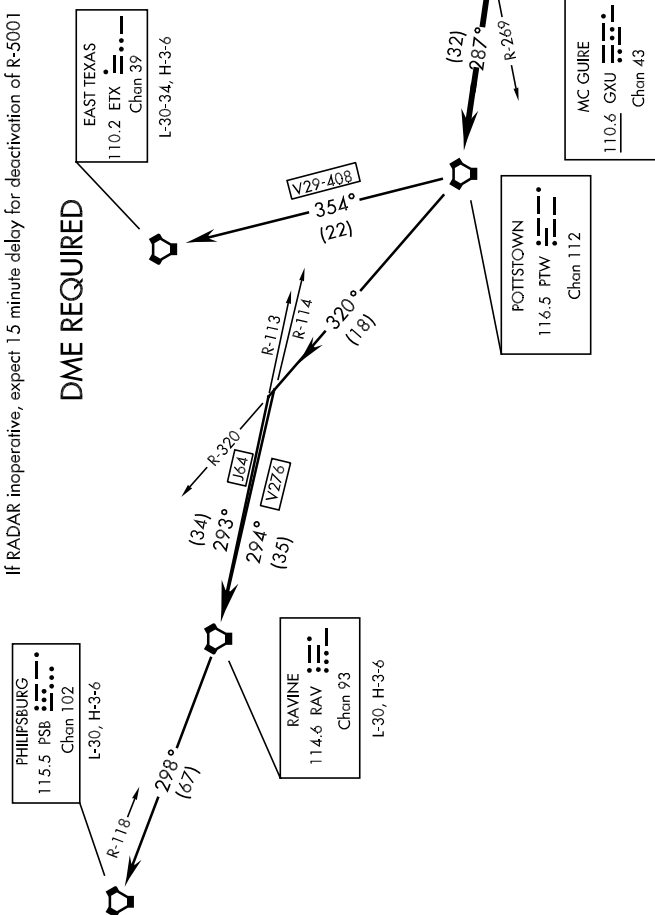 If RADAR inoperative, expect 15 minute delay for deactivation of R-5001
DME REQUIRED
EAST TEXAS
110.2 ETX
Chan 39
L-30-34, H-3-6
PHILIPSBURG
115.5 PSB
Chan 102
L-30, H-3-6
R-118
298°
(67)
RAVINE
114.6 RAV
Chan 93
L-30, H-3-6
(34)
293°
J64
294°
(35)
V276
R-320
R-113
R-114
320°
(18)
V29-408
354°
(22)
POTTSTOWN
116.5 PTW
Chan 112
(32)
287°
R-269
MC GUIRE
110.6 GXU
Chan 43